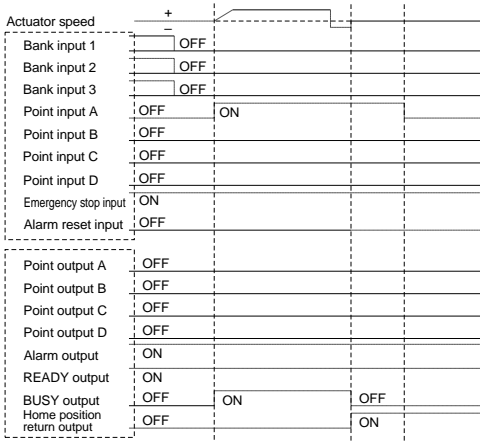 +
Actuator speed
–
Bank input 1 OFF
Bank input 2 OFF
Bank input 3 OFF
Point input A OFF ON
Point input B OFF
Point input C OFF
Point input D OFF
Emergency stop input ON
Alarm reset input OFF
Point output A OFF
Point output B OFF
Point output C OFF
Point output D OFF
Alarm output ON
READY output ON
BUSY output OFF ON OFF
Home position
return output OFF ON